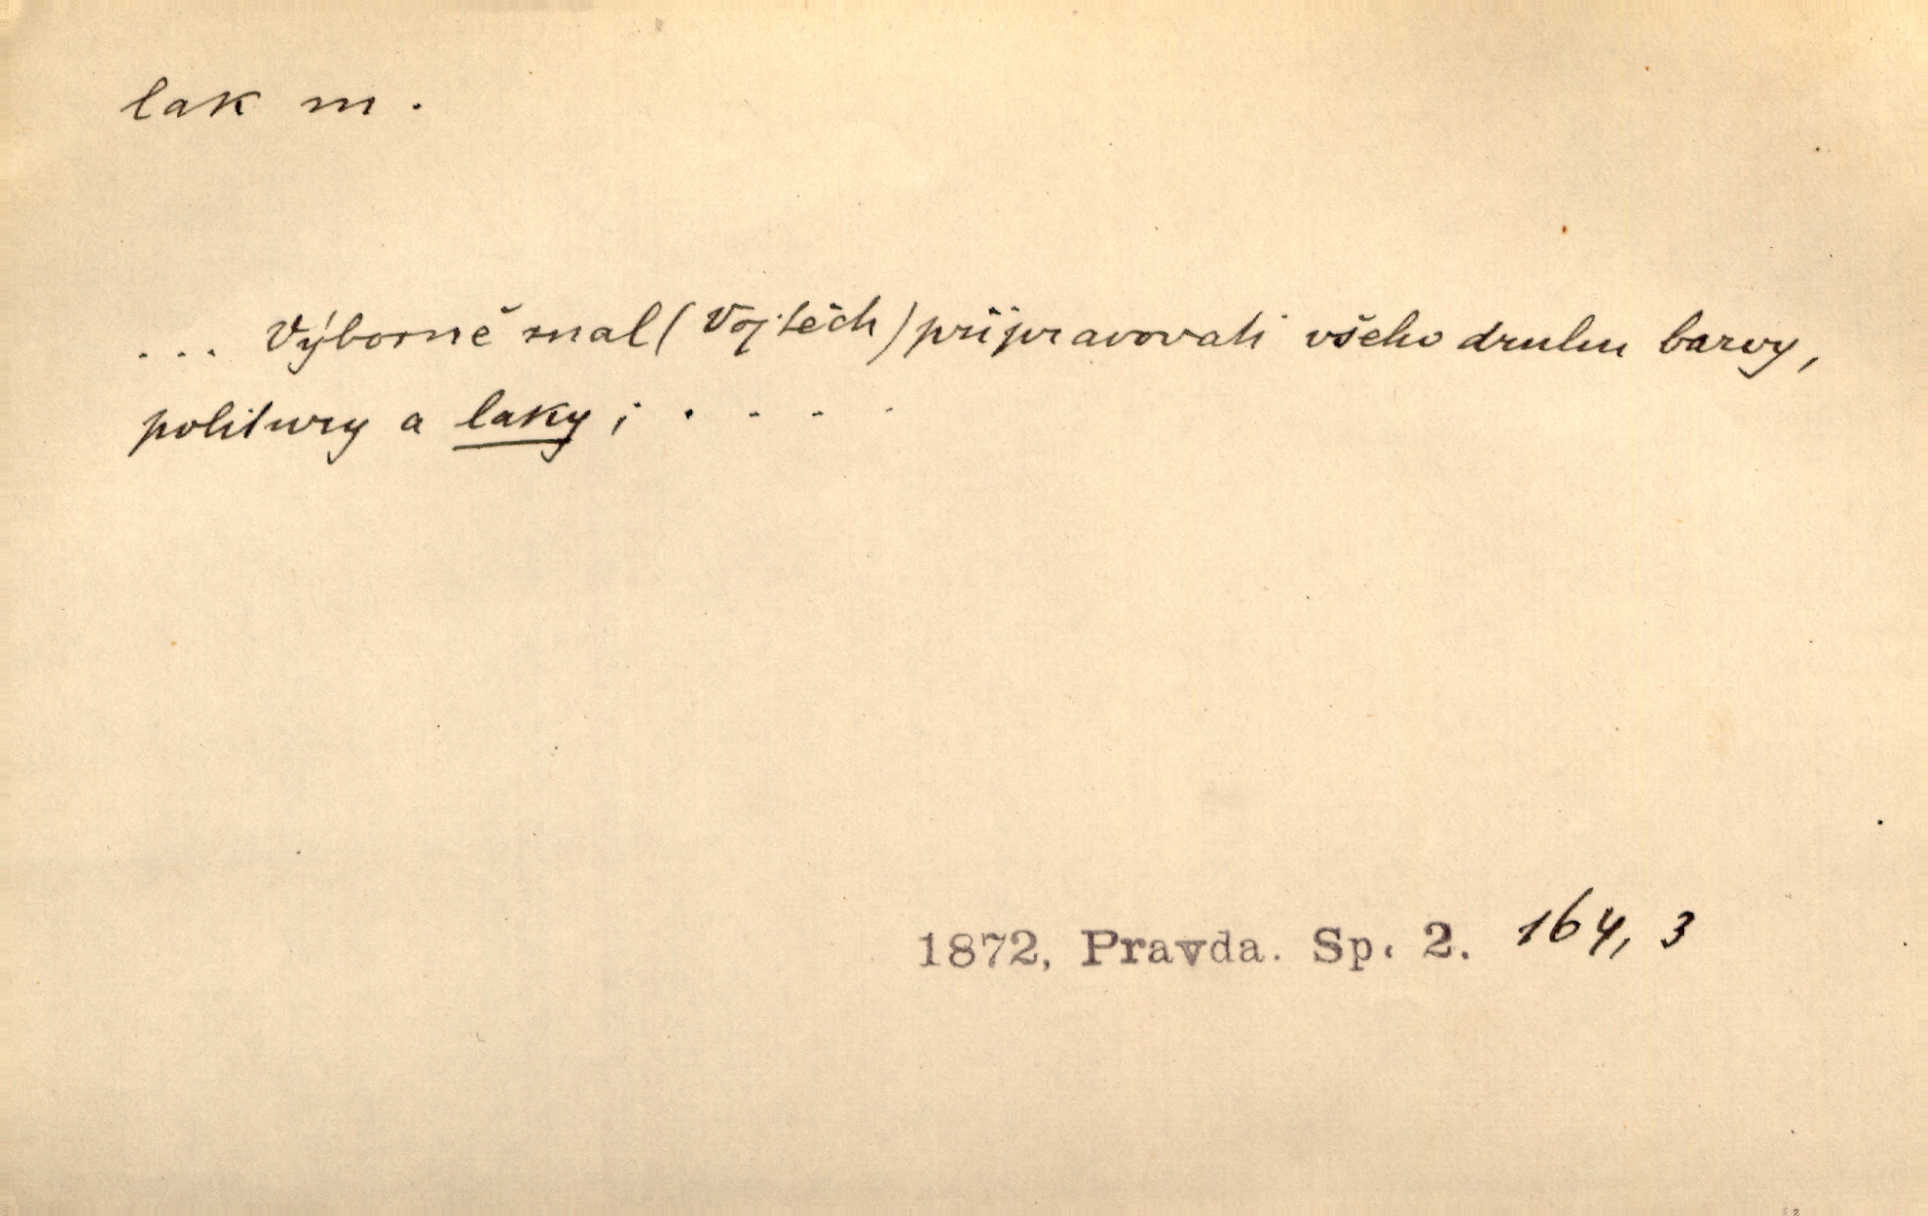 lak m.
... Výborně znal (Vojtěch) připravovati všeho druhu barvy,
politury a laky; . . . .
1872, Pravda. Sp. 2. 164, 3